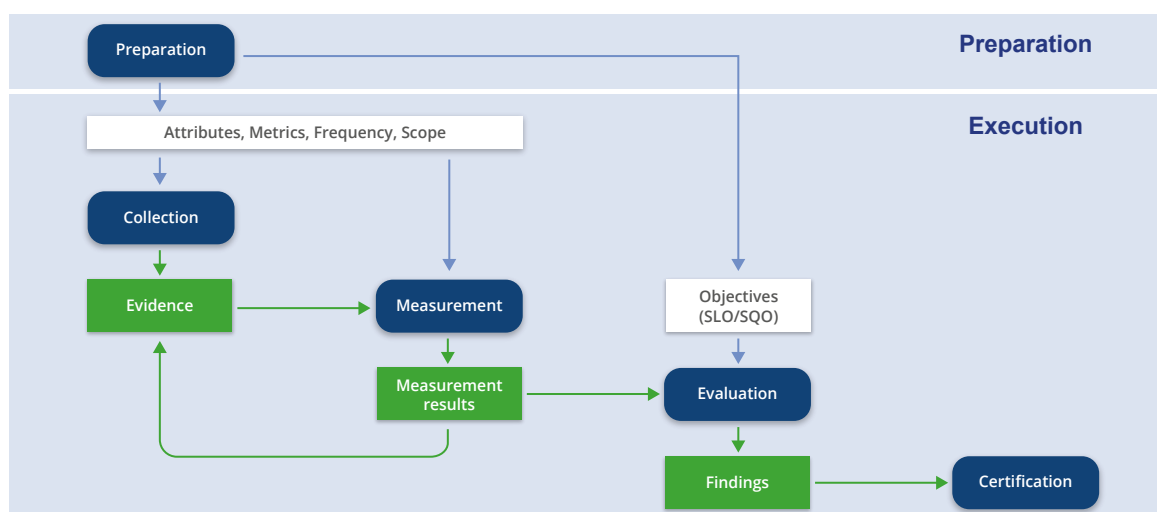 Preparation
Preparation
Execution
Attributes, Metrics, Frequency, Scope
Collection
Evidence
Measurement
Objectives
(SLO/SQO)
Measurement
results
Evaluation
Findings
Certification